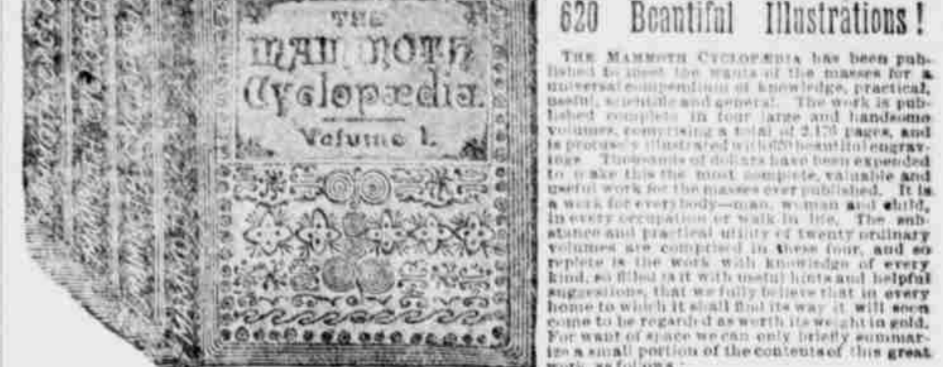 THE
MAMMOTH
Cyclopædia.
Volume I.
620 Beautiful Illustrations!
THE MAMMOTH CYCLOPÆDIA has been pub-
lished to meet the wants of the masses for a
universal compendium of knowledge, practical,
useful, scientific and general. The work is pub-
lished complete in four large and handsome
volumes, comprising a total of 2,176 pages, and
is profusely illustrated with 620 beautiful engrav-
ings. Thousands of dollars have been expended
to make this the most complete, valuable and
useful work for the masses ever published. It is
a work for everybody—man, woman and child,
in every occupation or walk in life. The sub-
stance and practical utility of twenty ordinary
volumes are comprised in these four, and so
replete is the work with knowledge of every
kind, so filled is it with useful hints and helpful
suggestions, that we fully believe that in every
home to which it shall find its way it will soon
come to be regarded as worth its weight in gold.
For want of space we can only briefly summar-
ize a small portion of the contents of this great
work, as follows: